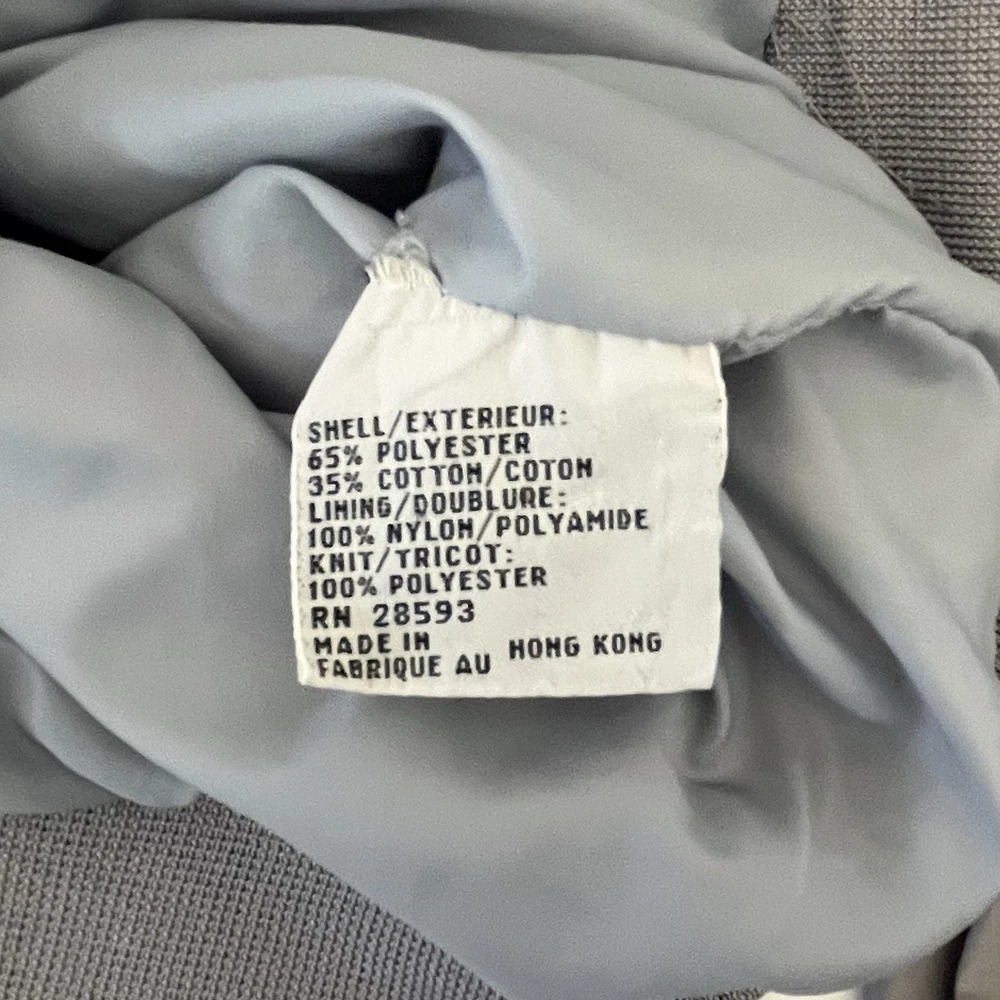 SHELL/EXTERIEUR:
65% POLYESTER
35% COTTON/COTON
LINING/DOUBLURE:
100% NYLON/POLYAMIDE
KNIT/TRICOT:
100% POLYESTER
RN 28593
MADE IN
FABRIQUE AU HONG KONG